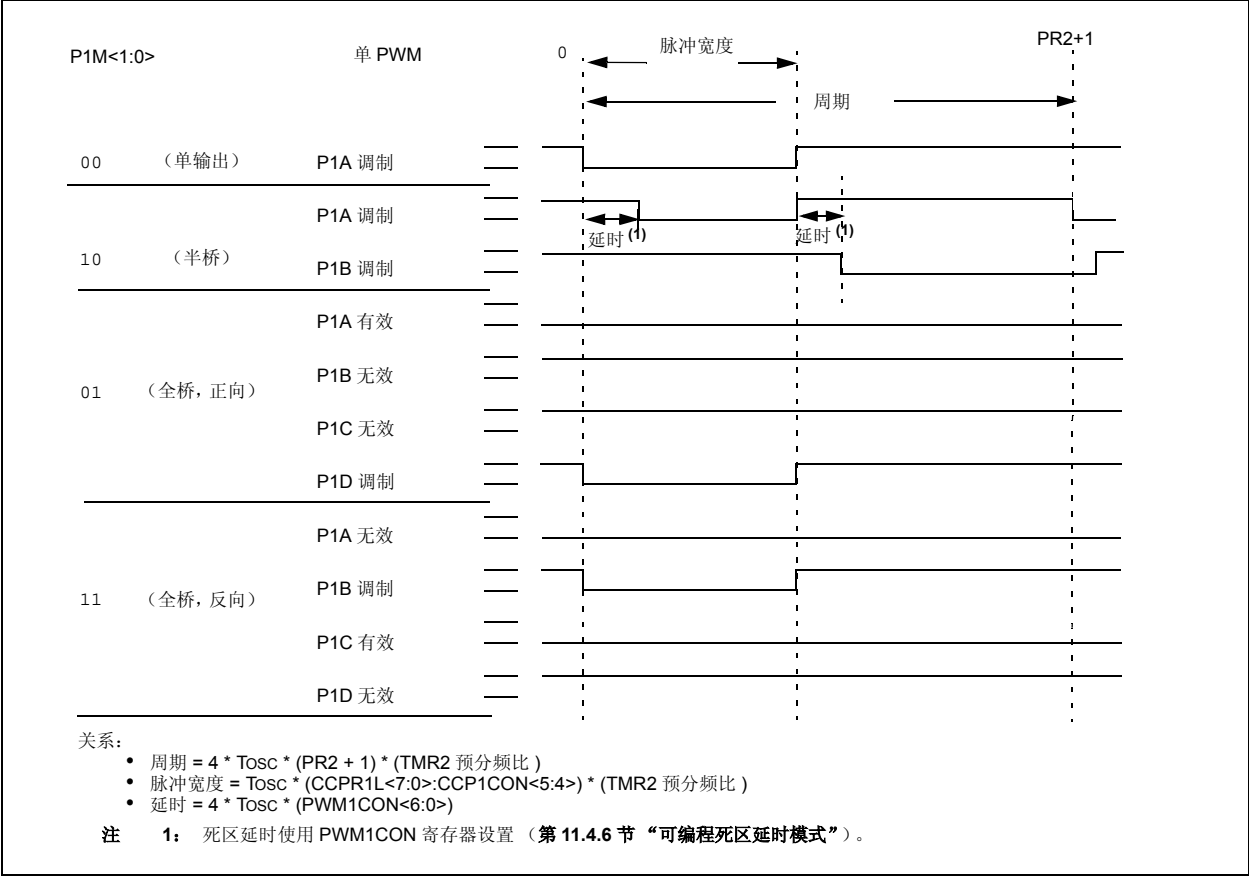 P1M<1:0> 单 PWM 0 脉冲宽度 PR2+1
周期
00 （单输出） P1A 调制
P1A 调制
延时 (1) 延时 (1)
10 （半桥）
P1B 调制
P1A 有效
P1B 无效
01 （全桥，正向）
P1C 无效
P1D 调制
P1A 无效
P1B 调制
11 （全桥，反向）
P1C 有效
P1D 无效
关系：
• 周期 = 4 * TOSC * (PR2 + 1) * (TMR2 预分频比 )
• 脉冲宽度 = TOSC * (CCPR1L<7:0>:CCP1CON<5:4>) * (TMR2 预分频比 )
• 延时 = 4 * TOSC * (PWM1CON<6:0>)
注 1： 死区延时使用 PWM1CON 寄存器设置 （第 11.4.6 节 “可编程死区延时模式”）。